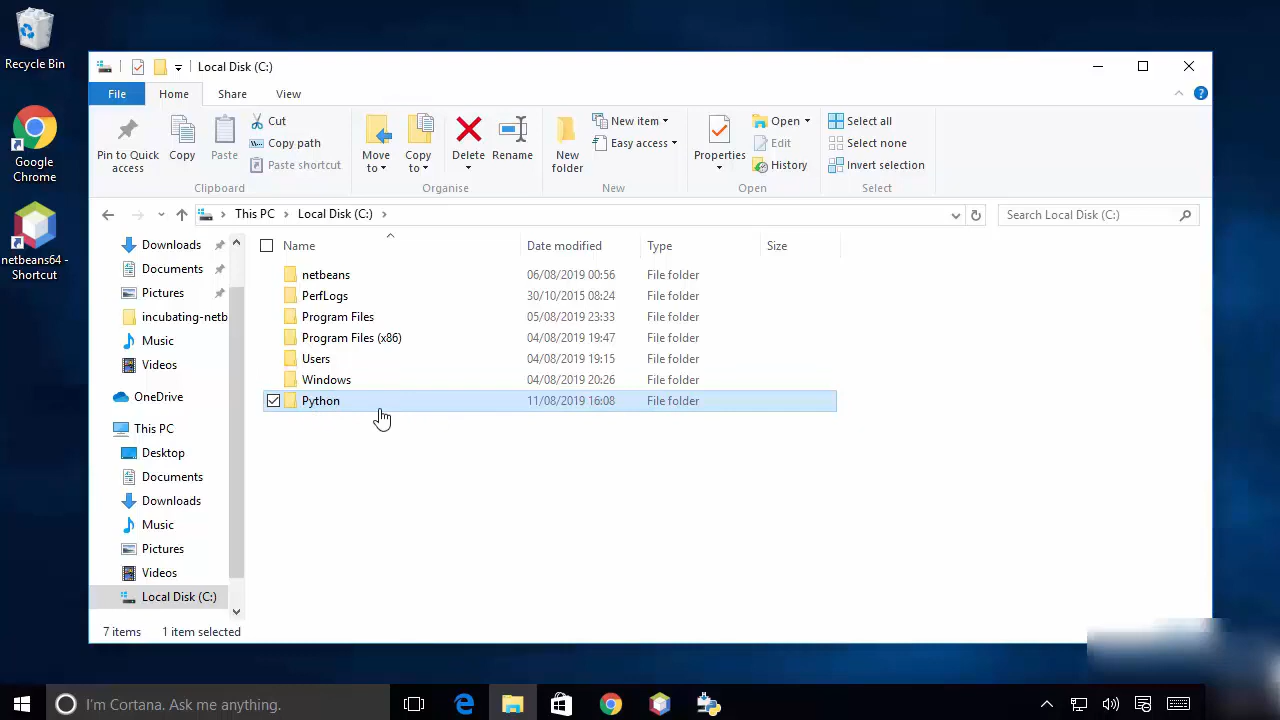 Recycle Bin
Google
Chrome
netbeans64 -
Shortcut
Local Disk (C:)
File
Home
Share
View
Pin to Quick
access
Copy
Paste
Cut
Copy path
Paste shortcut
Clipboard
Move
to
Copy
to
Delete
Rename
Organise
New
folder
New item
Easy access
New
Properties
Open
Edit
History
Open
Select all
Select none
Invert selection
Select
This PC
Local Disk (C:)
Search Local Disk (C:)
Downloads
Documents
Pictures
incubating-netb
Music
Videos
OneDrive
This PC
Desktop
Documents
Downloads
Music
Pictures
Videos
Local Disk (C:)
Name Date modified Type Size
netbeans 06/08/2019 00:56 File folder
PerfLogs 30/10/2015 08:24 File folder
Program Files 05/08/2019 23:33 File folder
Program Files (x86) 04/08/2019 19:47 File folder
Users 04/08/2019 19:15 File folder
Windows 04/08/2019 20:26 File folder
Python 11/08/2019 16:08 File folder
7 items 1 item selected
I'm Cortana. Ask me anything.